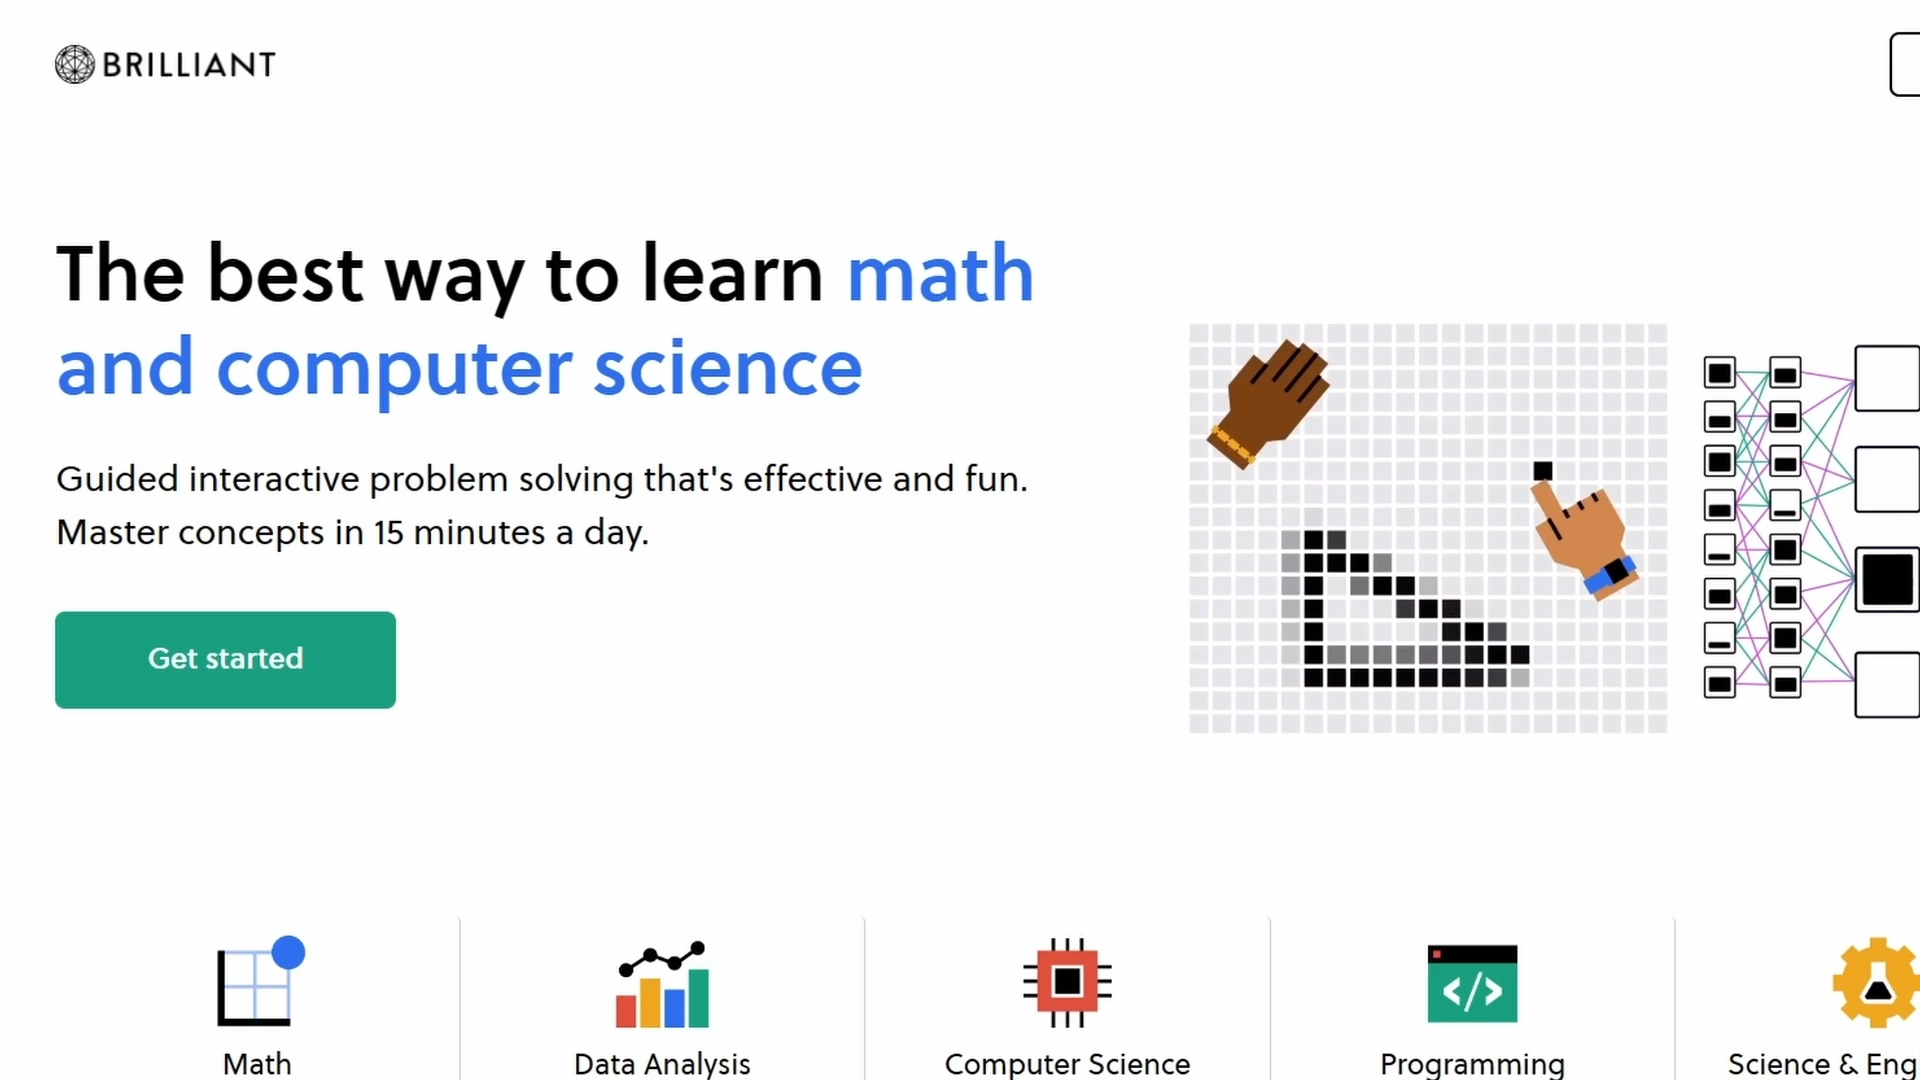 BRILLIANT
The best way to learn math
and computer science
Guided interactive problem solving that's effective and fun.
Master concepts in 15 minutes a day.
Get started
</>
Math
Data Analysis
Computer Science
Programming
Science & Eng